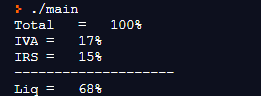 > ./main
Total   =   100%
IVA =   17%
IRS =   15%
--------------------
Liq =   68%